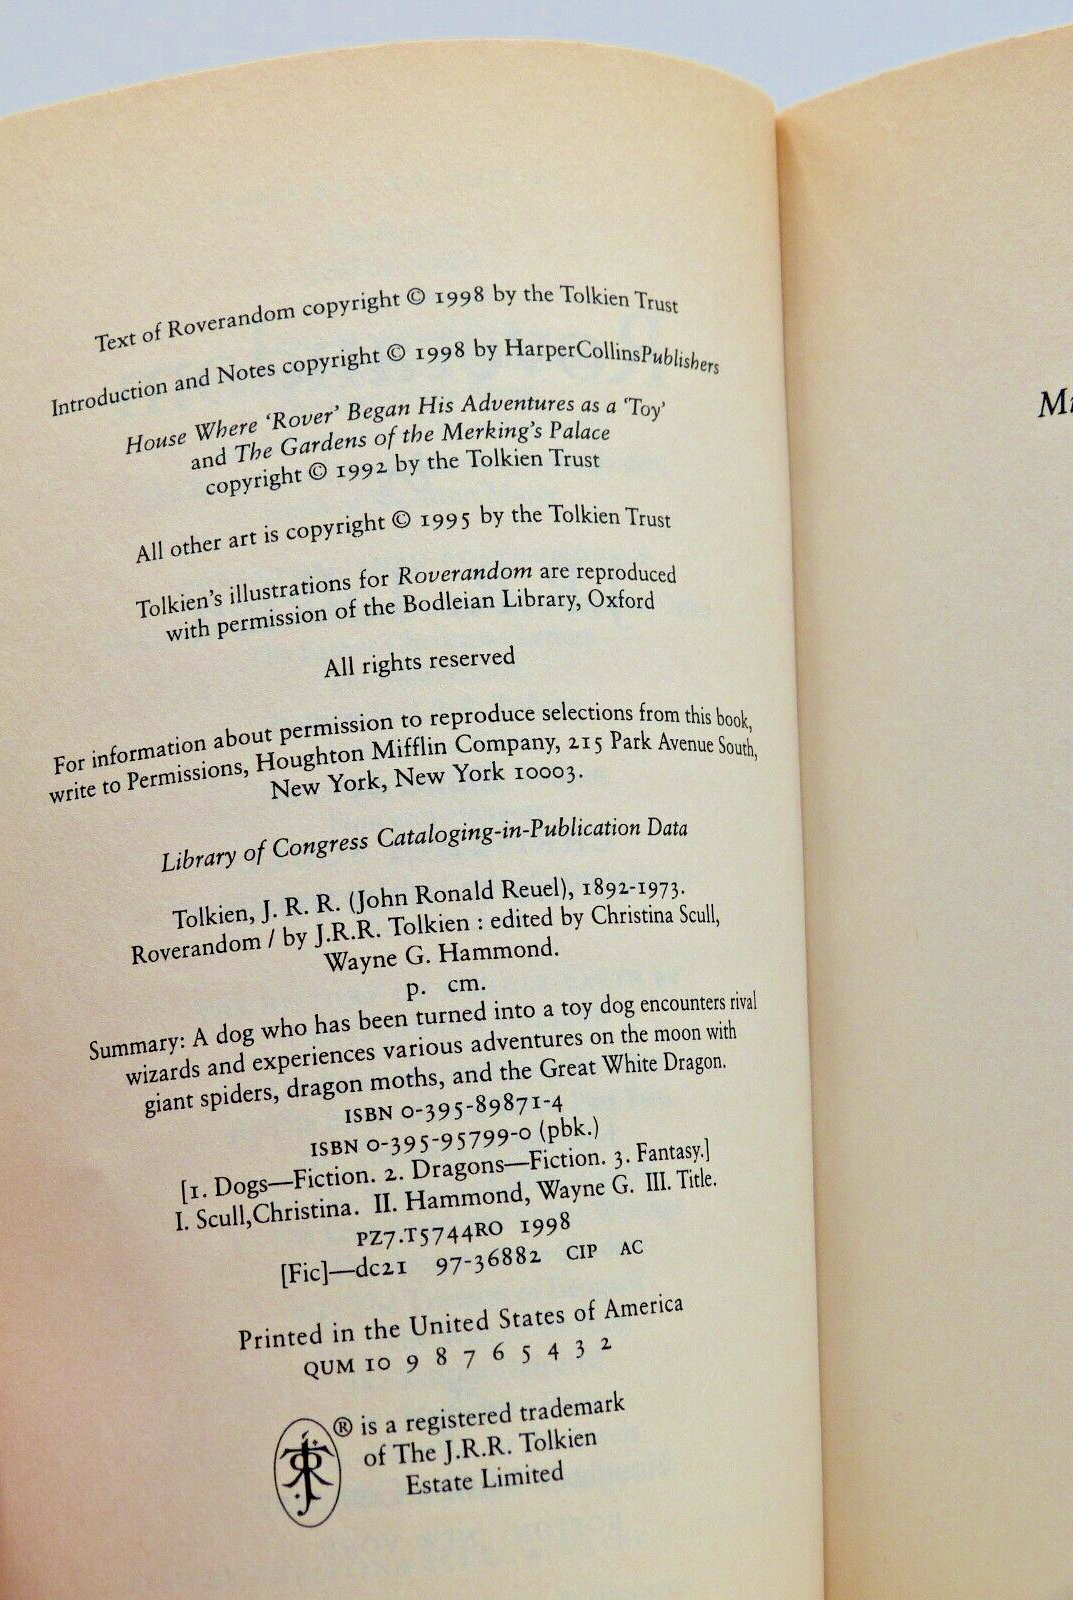 Text of Roverandom copyright © 1998 by the Tolkien Trust
Introduction and Notes copyright © 1998 by HarperCollinsPublishers
House Where ‘Rover’ Began His Adventures as a ‘Toy’
and The Gardens of the Merking's Palace
copyright © 1992 by the Tolkien Trust
All other art is copyright © 1995 by the Tolkien Trust
Tolkien's illustrations for Roverandom are reproduced
with permission of the Bodleian Library, Oxford
All rights reserved
For information about permission to reproduce selections from this book,
write to Permissions, Houghton Mifflin Company, 215 Park Avenue South,
New York, New York 10003.
Library of Congress Cataloging-in-Publication Data
Tolkien, J. R. R. (John Ronald Reuel), 1892-1973.
Roverandom / by J.R.R. Tolkien : edited by Christina Scull,
Wayne G. Hammond.
p. cm.
Summary: A dog who has been turned into a toy dog encounters rival
wizards and experiences various adventures on the moon with
giant spiders, dragon moths, and the Great White Dragon.
ISBN 0-395-89871-4
ISBN 0-395-95799-0 (pbk.)
[1. Dogs—Fiction. 2. Dragons—Fiction. 3. Fantasy.]
I. Scull,Christina. II. Hammond, Wayne G. III. Title.
PZ7.T5744RO 1998
[Fic]—dc21 97-36882 CIP AC
Printed in the United States of America
QUM 10 9 8 7 6 5 4 3 2
® is a registered trademark
of The J.R.R. Tolkien
Estate Limited